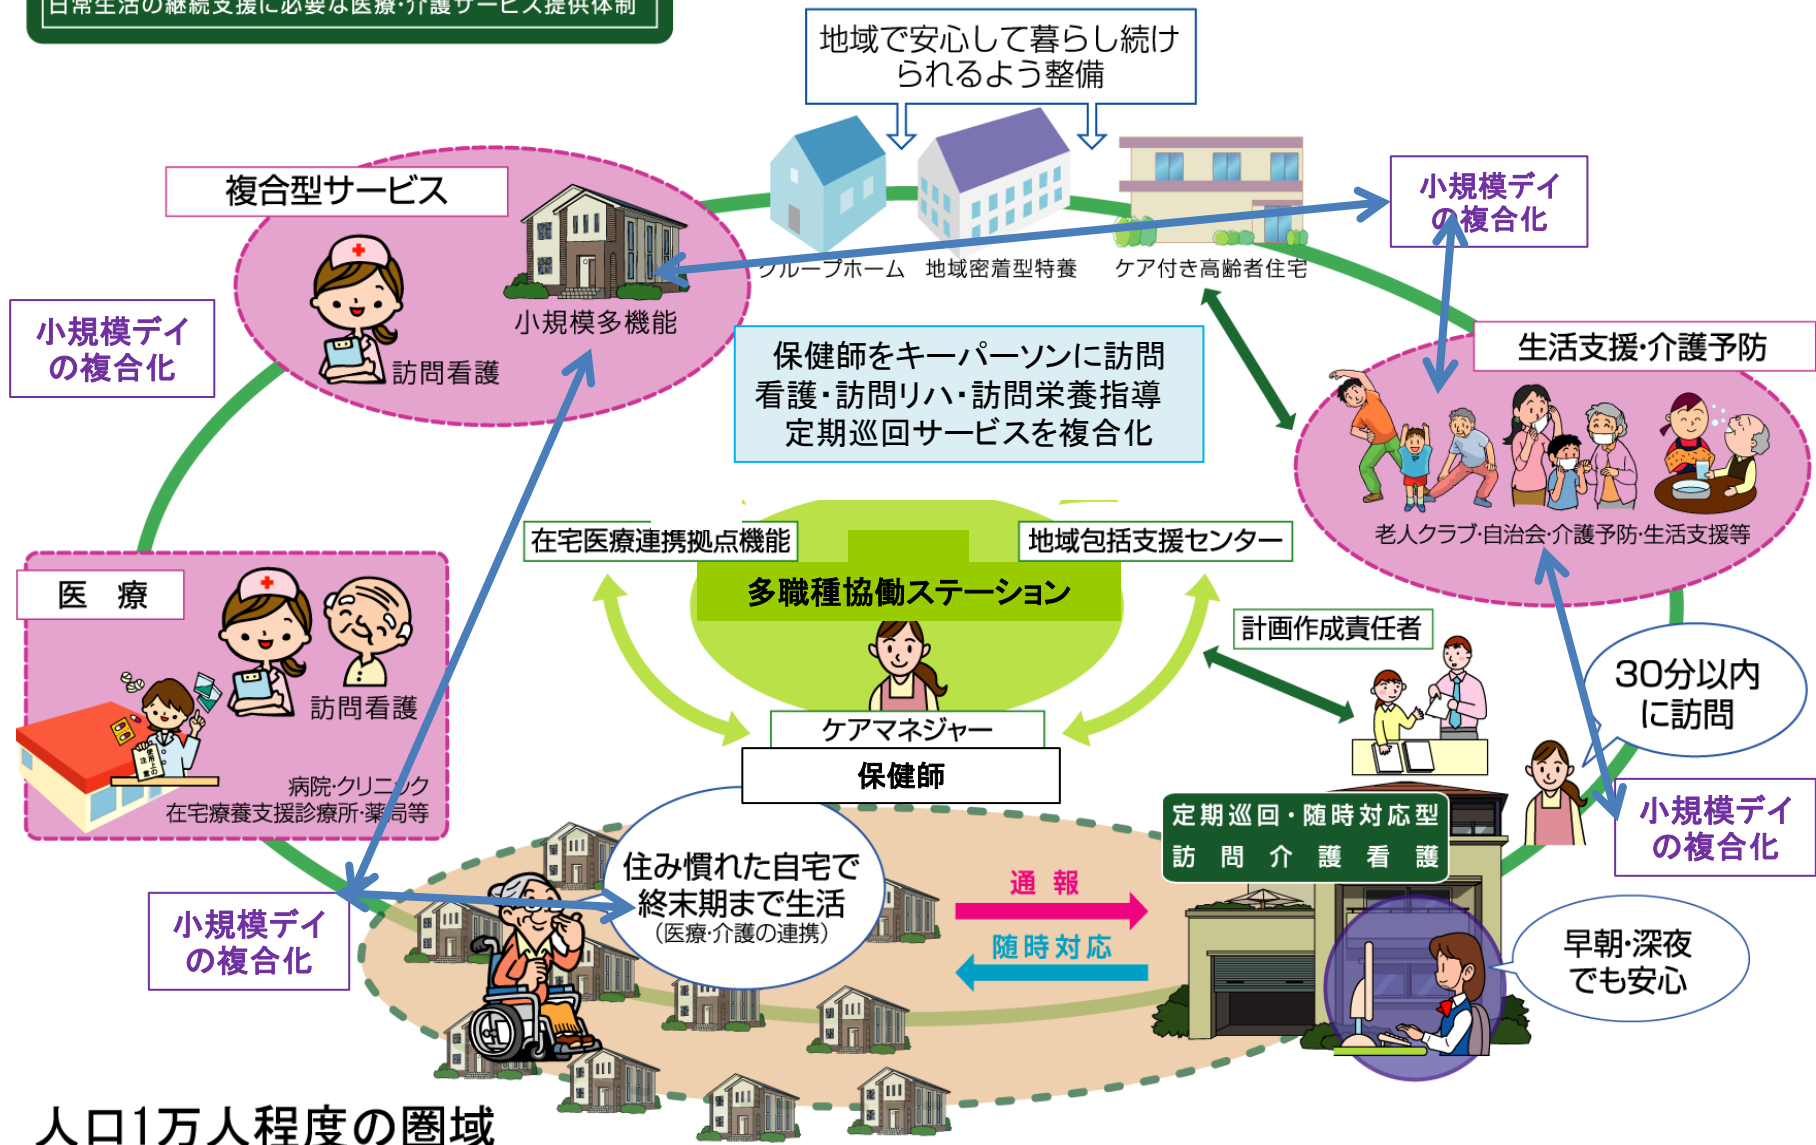 日常生活の継続支援に必要な医療・介護サービス提供体制
地域で安心して暮らし続け
られるよう整備
複合型サービス
小規模多機能
訪問看護
グループホーム
地域密着型特養
ケア付き高齢者住宅
小規模デイ
の複合化
小規模デイ
の複合化
生活支援・介護予防
老人クラブ・自治会・介護予防・生活支援等
保健師をキーパーソンに訪問
看護・訪問リハ・訪問栄養指導
定期巡回サービスを複合化
在宅医療連携拠点機能
地域包括支援センター
多職種協働ステーション
ケアマネジャー
保健師
医 療
訪問看護
使用上の
注意
病院・クリニック
在宅療養支援診療所・薬局等
計画作成責任者
30分以内
に訪問
小規模デイ
の複合化
定期巡回・随時対応型
訪問介護看護
住み慣れた自宅で
終末期まで生活
(医療・介護の連携)
通報
随時対応
小規模デイ
の複合化
早朝・深夜
でも安心
人口1万人程度の圏域